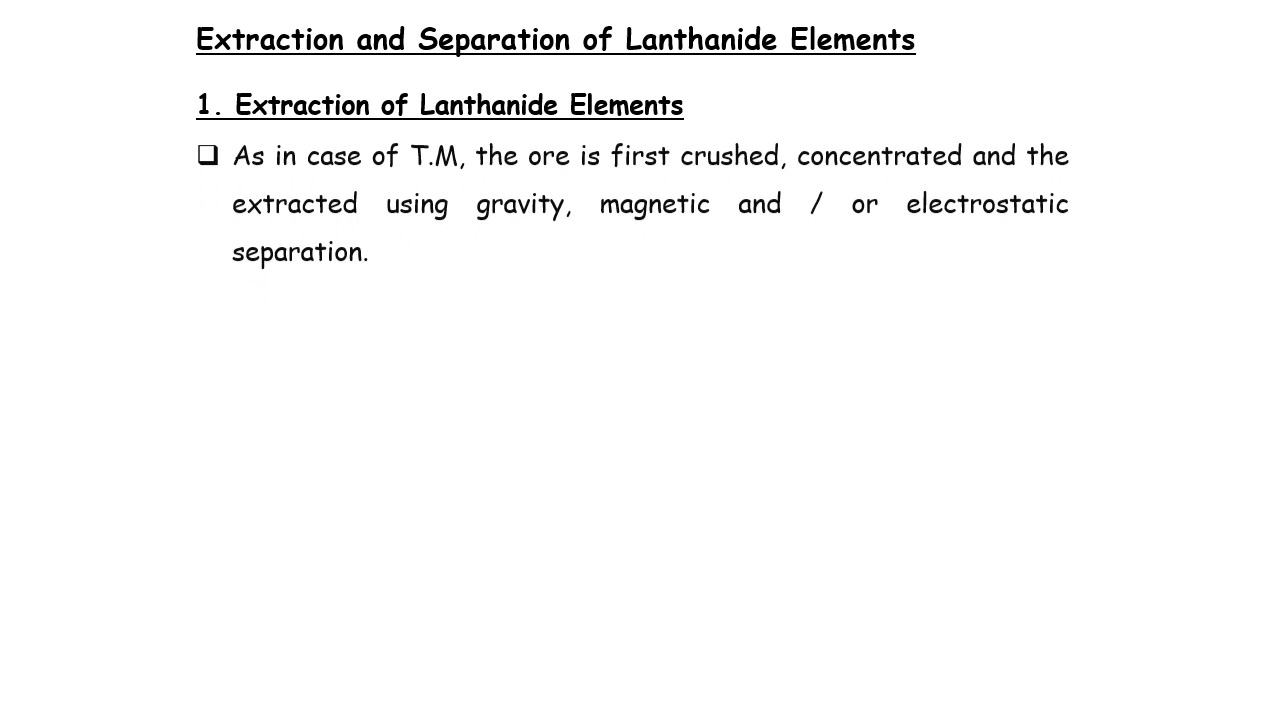 Extraction and Separation of Lanthanide Elements
1. Extraction of Lanthanide Elements
❑ As in case of T.M, the ore is first crushed, concentrated and the
extracted using gravity, magnetic and / or electrostatic
separation.